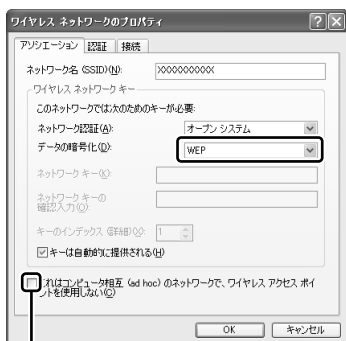 ワイヤレス ネットワークのプロパティ
アソシエーション 認証 接続
ネットワーク名 (SSID)(N): XXXXXXXXXX
ワイヤレス ネットワーク キー
このネットワークでは次のためのキーが必要:
ネットワーク認証(A): オープン システム
データの暗号化(D): WEP
ネットワーク キー(K):
ネットワーク キーの
確認入力(O):
キーのインデックス (詳細)(X): 1
キーは自動的に提供される(H)
これはコンピュータ相互 (ad hoc) のネットワークで、ワイヤレス アクセス ポイ
ントを使用しない(C)
OK キャンセル